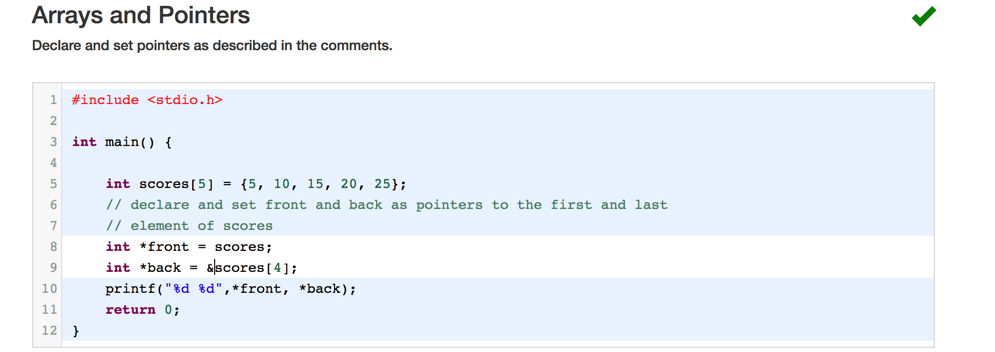 Arrays and Pointers
Declare and set pointers as described in the comments.
1 #include <stdio.h>
2
3 int main() {
4
5     int scores[5] = {5, 10, 15, 20, 25};
6     // declare and set front and back as pointers to the first and last
7     // element of scores
8     int *front = scores;
9     int *back = &scores[4];
10     printf("%d %d",*front, *back);
11     return 0;
12 }